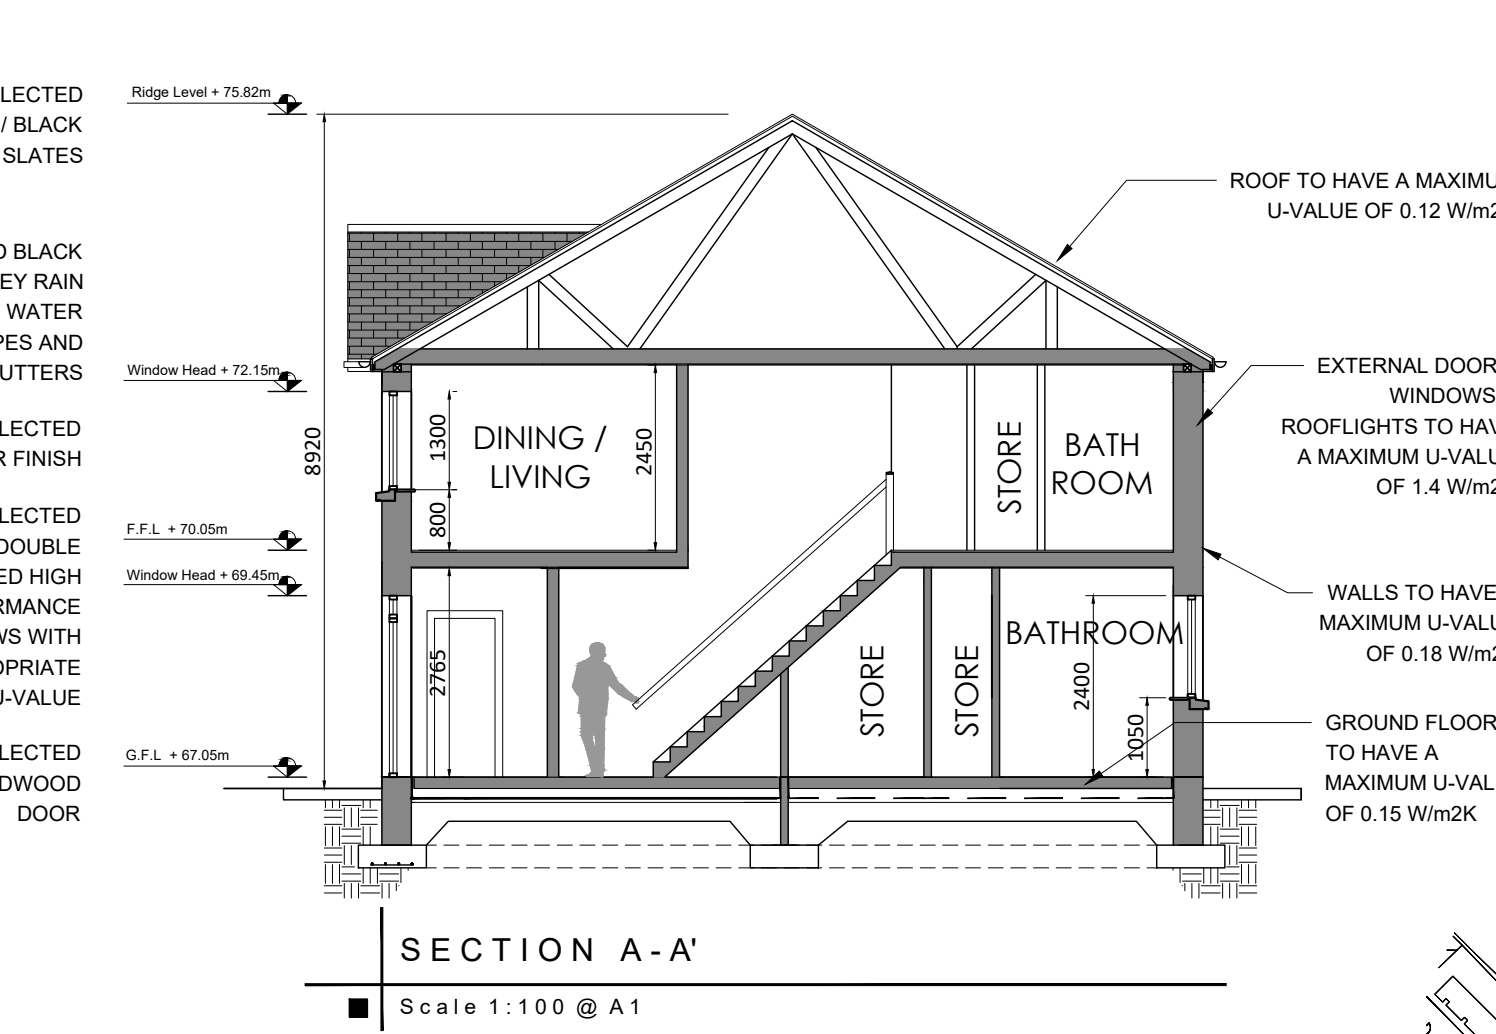 LECTED
/ BLACK
SLATES
BLACK
EY RAIN
WATER
PES AND
UTTERS
LECTED
R FINISH
LECTED
DOUBLE
ED HIGH
RMANCE
WS WITH
OPRIATE
U-VALUE
LECTED
DWOOD
DOOR
Ridge Level + 75.82m
Window Head + 72.15m
F.F.L + 70.05m
Window Head + 69.45m
G.F.L + 67.05m
8920
1300
800
2450
2765
2400
1050
DINING /
LIVING
STORE
BATH
ROOM
STORE
STORE
BATHROOM
ROOF TO HAVE A MAXIMU
U-VALUE OF 0.12 W/m2
EXTERNAL DOOR
WINDOWS
ROOFLIGHTS TO HAV
A MAXIMUM U-VALU
OF 1.4 W/m2
WALLS TO HAVE
MAXIMUM U-VALU
OF 0.18 W/m2
GROUND FLOOR
TO HAVE A
MAXIMUM U-VAL
OF 0.15 W/m2K
SECTION A-A'
Scale 1:100 @ A1